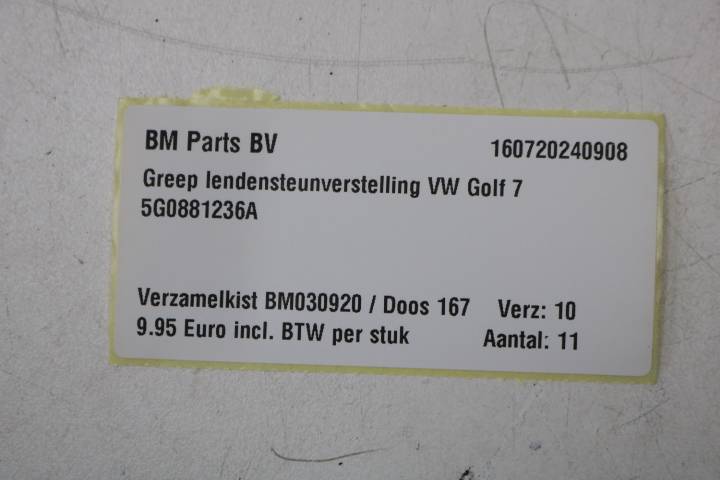 BM Parts BV 160720240908
Greep lendensteunverstelling VW Golf 7
5G0881236A
Verzamelkist BM030920 / Doos 167 Verz: 10
9.95 Euro incl. BTW per stuk Aantal: 11